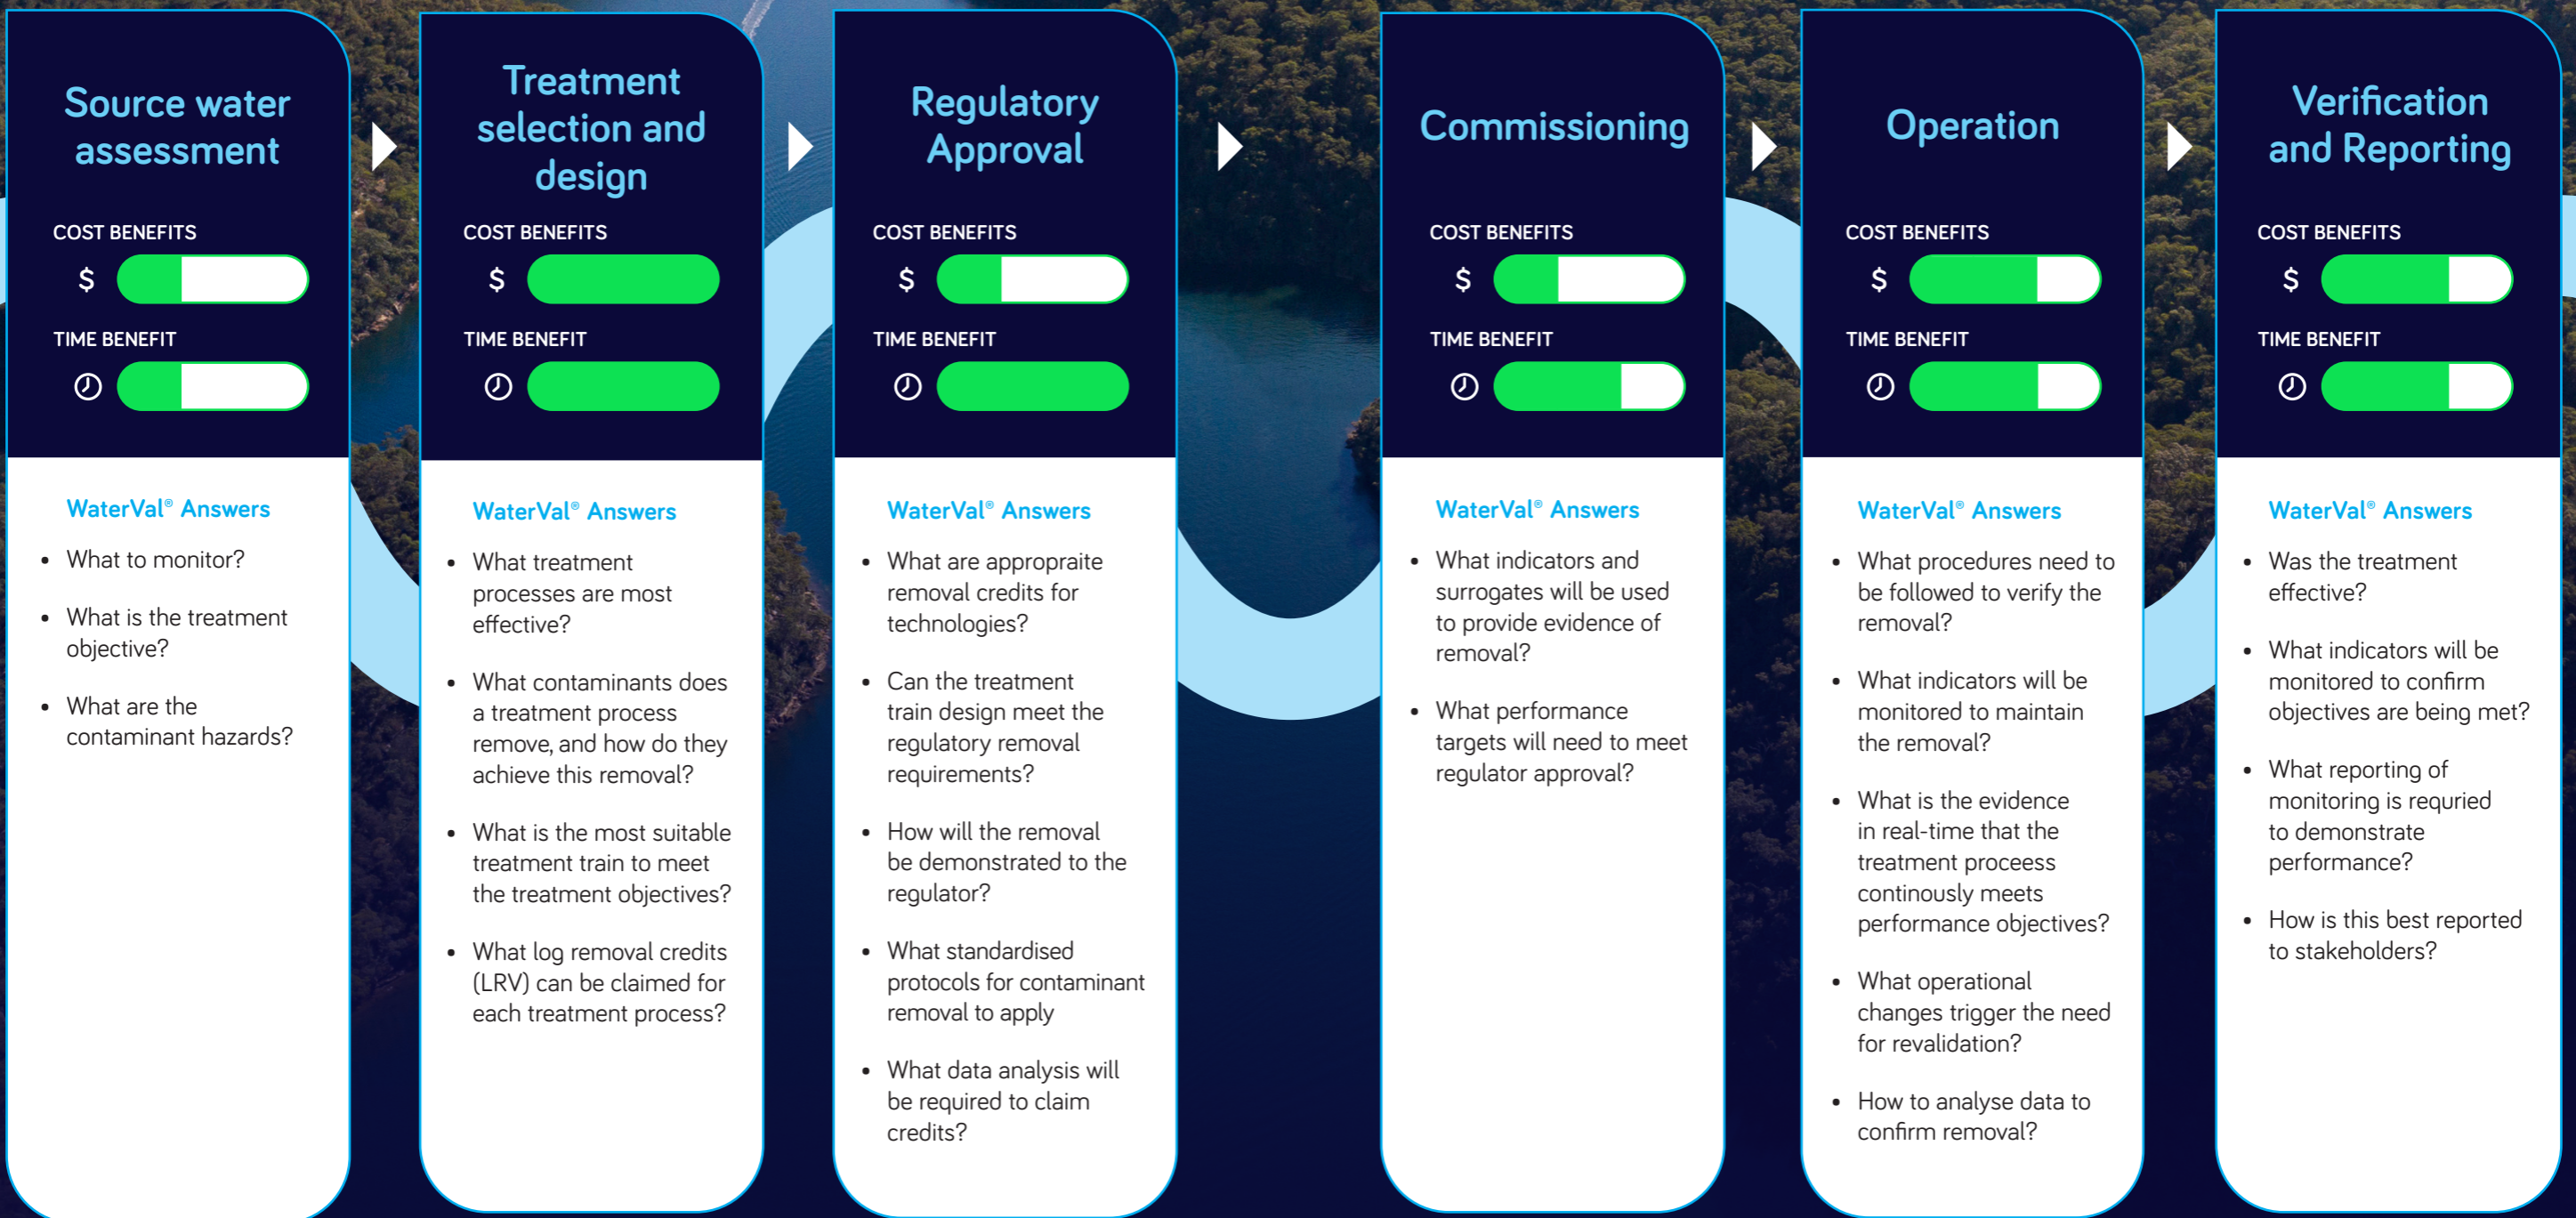 Source water
assessment
COST BENEFITS
$
TIME BENEFIT
WaterVal® Answers
• What to monitor?
• What is the treatment
objective?
• What are the
contaminant hazards?
Treatment
selection and
design
COST BENEFITS
$
TIME BENEFIT
WaterVal® Answers
• What treatment
processes are most
effective?
• What contaminants does
a treatment process
remove, and how do they
achieve this removal?
• What is the most suitable
treatment train to meet
the treatment objectives?
• What log removal credits
(LRV) can be claimed for
each treatment process?
Regulatory
Approval
COST BENEFITS
$
TIME BENEFIT
WaterVal® Answers
• What are appropraite
removal credits for
technologies?
• Can the treatment
train design meet the
regulatory removal
requirements?
• How will the removal
be demonstrated to the
regulator?
• What standardised
protocols for contaminant
removal to apply
• What data analysis will
be required to claim
credits?
Commissioning
COST BENEFITS
$
TIME BENEFIT
WaterVal® Answers
• What indicators and
surrogates will be used
to provide evidence of
removal?
• What performance
targets will need to meet
regulator approval?
Operation
COST BENEFITS
$
TIME BENEFIT
WaterVal® Answers
• What procedures need to
be followed to verify the
removal?
• What indicators will be
monitored to maintain
the removal?
• What is the evidence
in real-time that the
treatment proceess
continously meets
performance objectives?
• What operational
changes trigger the need
for revalidation?
• How to analyse data to
confirm removal?
Verification
and Reporting
COST BENEFITS
$
TIME BENEFIT
WaterVal® Answers
• Was the treatment
effective?
• What indicators will be
monitored to confirm
objectives are being met?
• What reporting of
monitoring is requried
to demonstrate
performance?
• How is this best reported
to stakeholders?